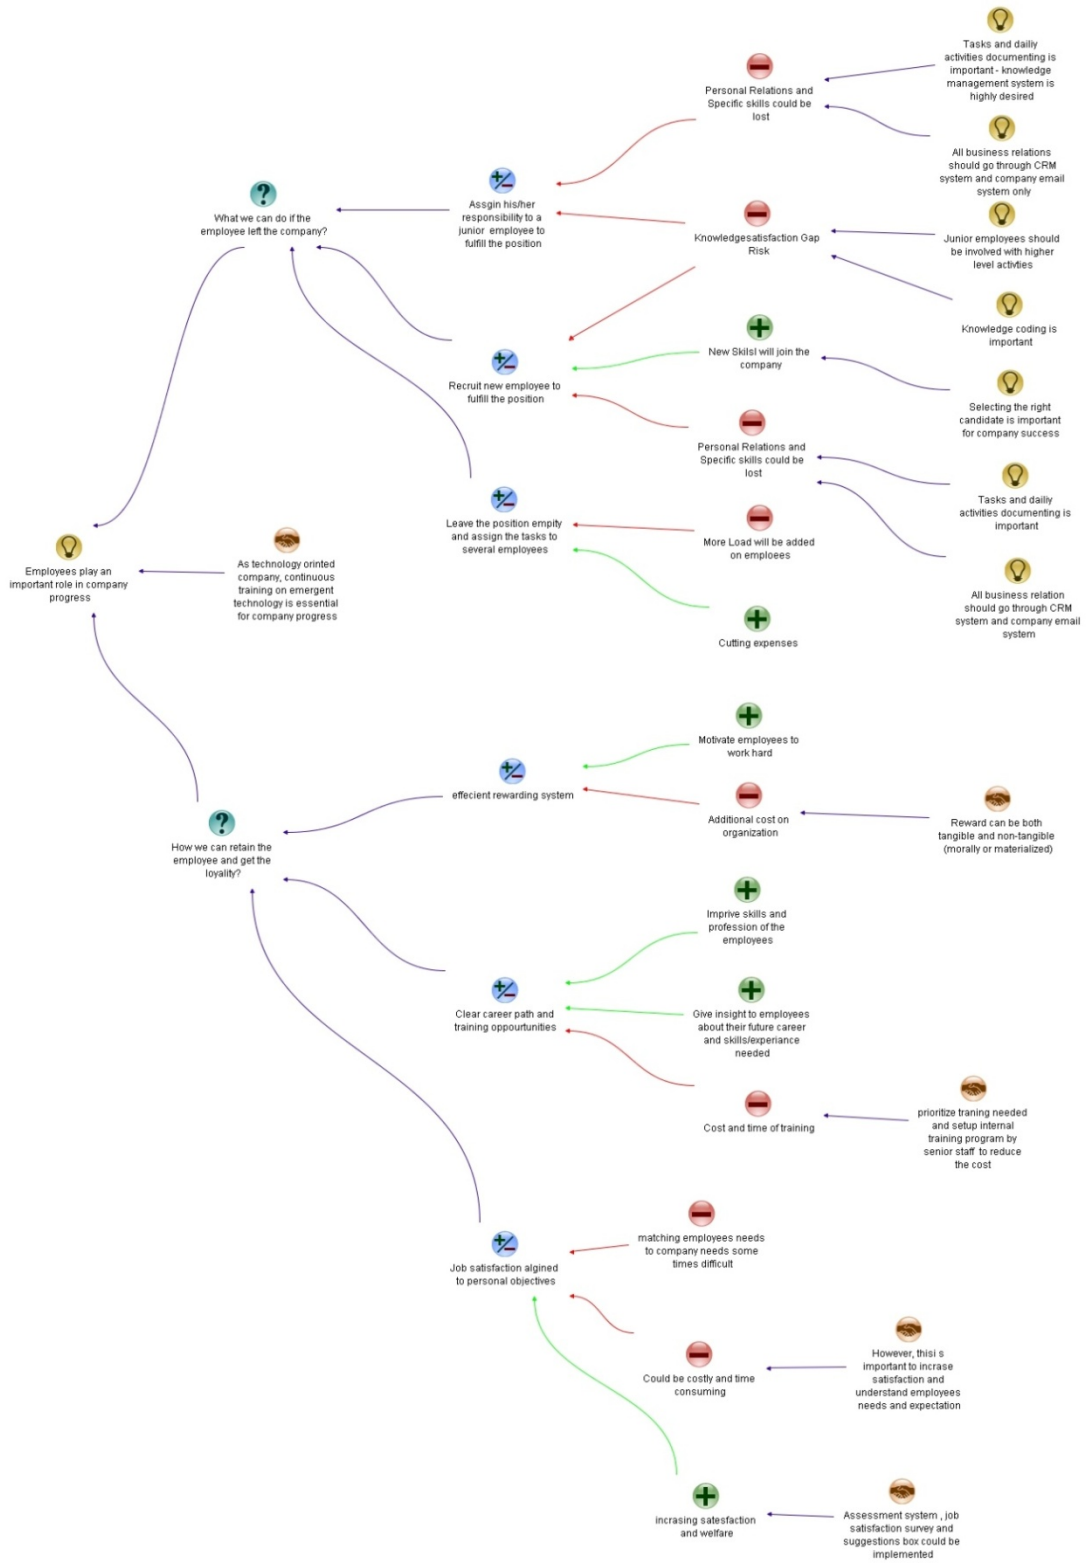 Tasks and dailiy
activities documenting is
important - knowledge
management system is
highely desired
Personal Relations and
Specific skills could be
lost
All business relations
should go through CRM
system and company email
system only
What we can do if the
employee left the company?
Assgin his/her
responsibility to a
junior employee to
fulfill the position
Knowledgesatisfaction Gap
Risk
Junior employees should
be involved with higher
level activties
Knowledge coding is
important
New Skilsl will join the
company
Recruit new employee to
fulfill the position
Selecting the right
candidate is important
for company success
Personal Relations and
Specific skills could be
lost
Tasks and dailiy
activities documenting is
important
Leave the position empity
and assign the tasks to
several employees
More Load will be added
on emploees
Employees play an
important role in company
progress
As technology orinted
company, continuous
training on emergent
technology is essential
for company progress
All business relation
should go through CRM
system and company email
system
Cutting expenses
Motivate employees to
work hard
effecient rewarding system
Additional cost on
organization
Reward can be both
tangible and non-tangible
(morally or materialized)
How we can retain the
employee and get the
loyality?
Imprive skills and
profession of the
employees
Clear career path and
training oppourtunities
Give insight to employees
about their future career
and skills/experiance
needed
Cost and time of training
prioritize traning needed
and setup internal
training program by
senior staff to reduce
the cost
matching employees needs
to company needs some
times difficult
Job satisfaction algined
to personal objectives
Could be costly and time
consuming
However, thisi s
important to incrase
satisfaction and
understand employees
needs and expectation
incrasing satesfaction
and welfare
Assessment system , job
satisfaction survey and
suggestions box could be
implemented